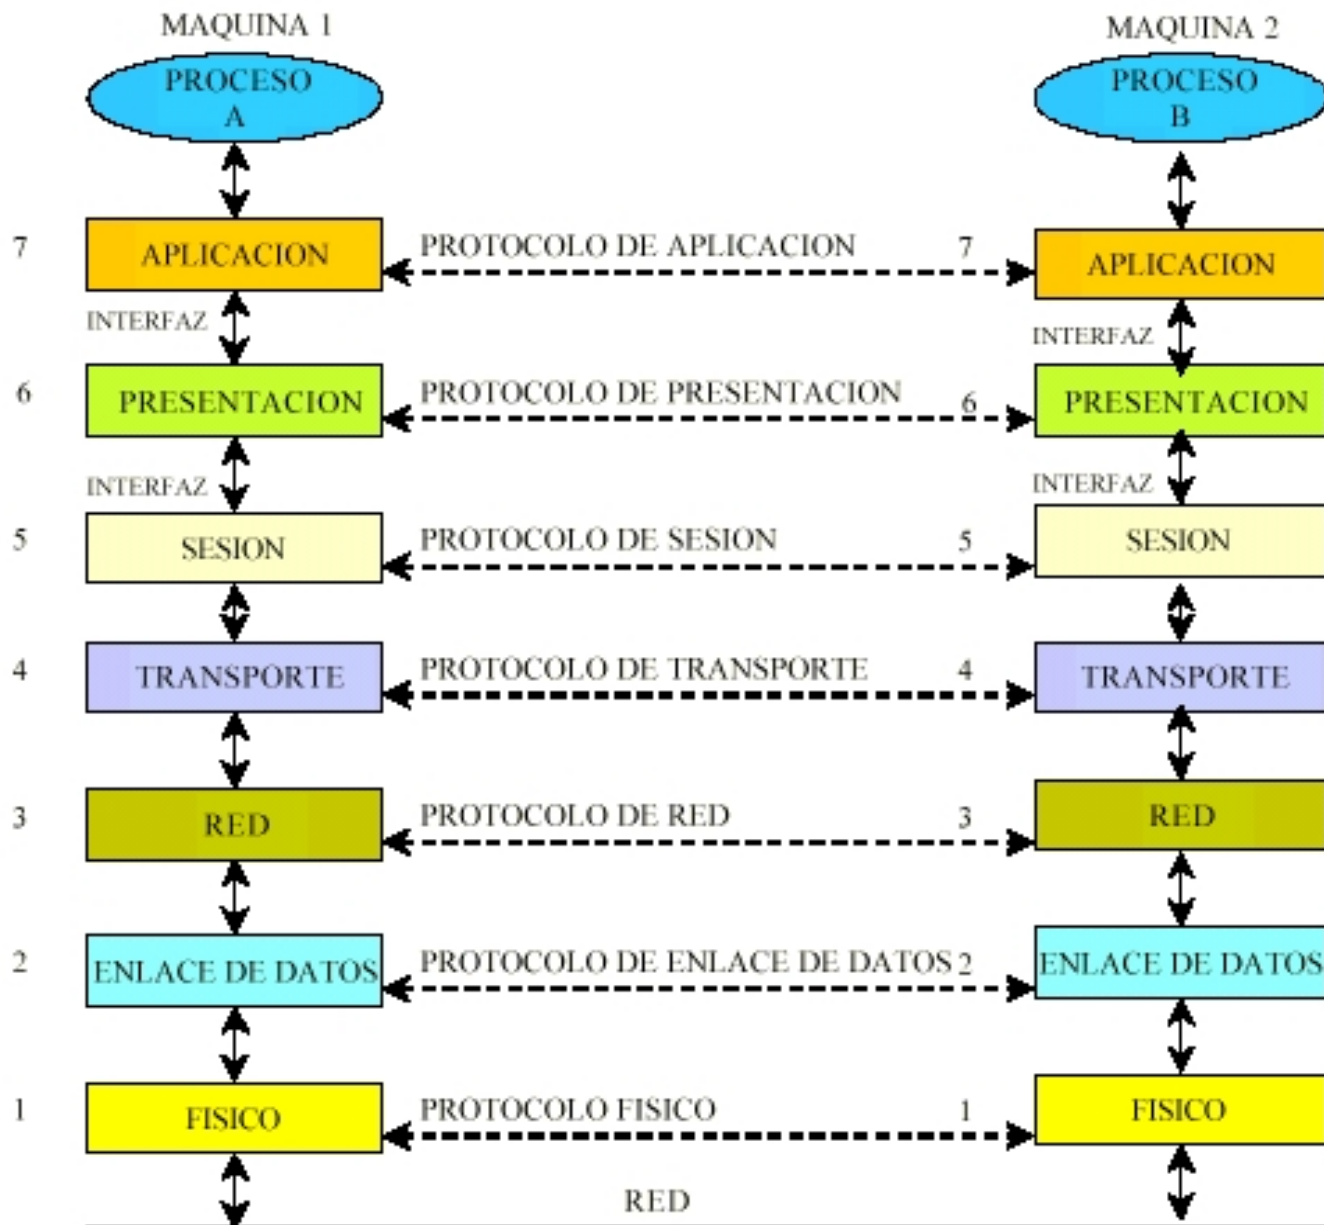 MAQUINA 1
MAQUINA 2
PROCESO
A
PROCESO
B
7
APLICACION
PROTOCOLO DE APLICACION
7
APLICACION
INTERFAZ
INTERFAZ
6
PRESENTACION
PROTOCOLO DE PRESENTACION
6
PRESENTACION
INTERFAZ
INTERFAZ
5
SESION
PROTOCOLO DE SESION
5
SESION
4
TRANSPORTE
PROTOCOLO DE TRANSPORTE
4
TRANSPORTE
3
RED
PROTOCOLO DE RED
3
RED
2
ENLACE DE DATOS
PROTOCOLO DE ENLACE DE DATOS
2
ENLACE DE DATOS
1
FISICO
PROTOCOLO FISICO
1
FISICO
RED